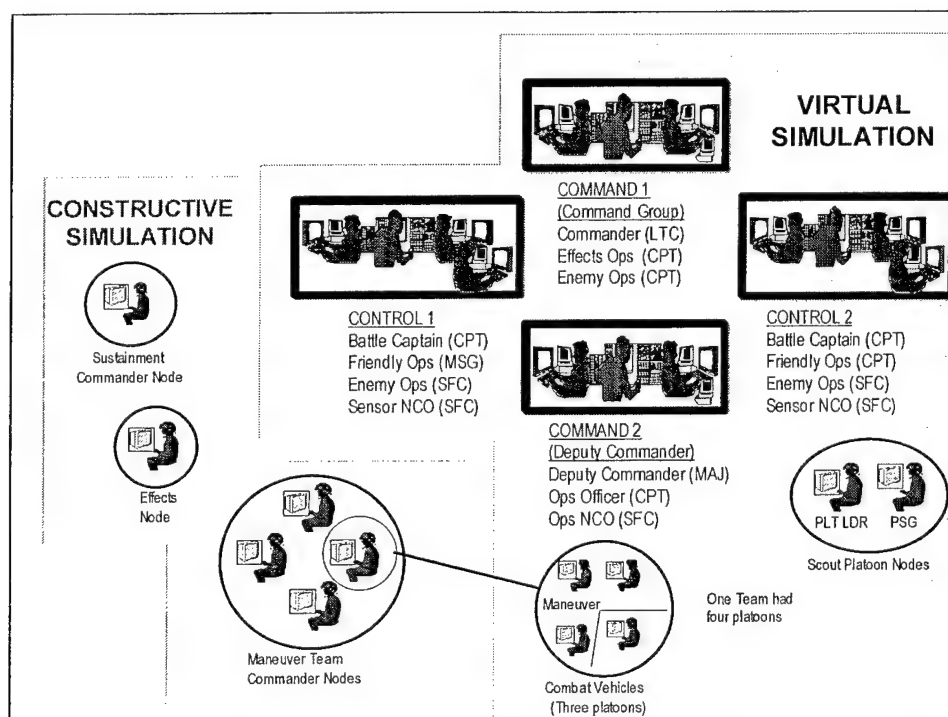 VIRTUAL
SIMULATION
CONSTRUCTIVE
SIMULATION
COMMAND 1
(Command Group)
Commander (LTC)
Effects Ops (CPT)
Enemy Ops (CPT)
CONTROL 1
Battle Captain (CPT)
Friendly Ops (MSG)
Enemy Ops (SFC)
Sensor NCO (SFC)
CONTROL 2
Battle Captain (CPT)
Friendly Ops (CPT)
Enemy Ops (SFC)
Sensor NCO (SFC)
Sustainment
Commander Node
COMMAND 2
(Deputy Commander)
Deputy Commander (MAJ)
Ops Officer (CPT)
Ops NCO (SFC)
Effects
Node
PLT LDR PSG
Scout Platoon Nodes
Maneuver
One Team had
four platoons
Maneuver Team
Commander Nodes
Combat Vehicles
(Three platoons)